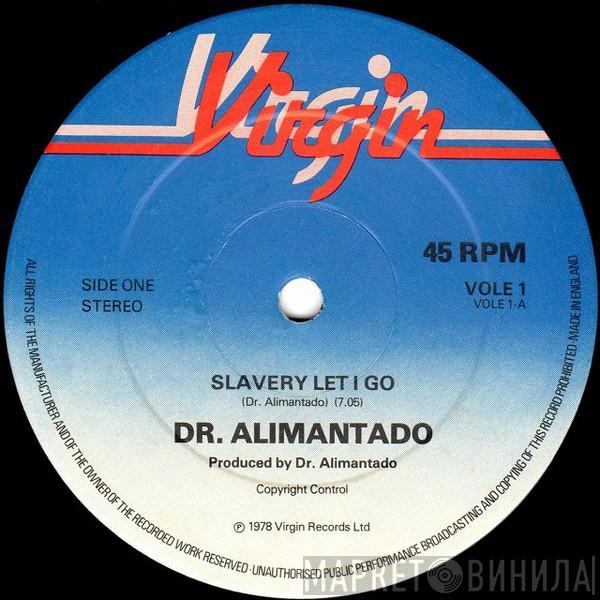 Virgin
45 RPM
SIDE ONE
STEREO
VOLE 1
VOLE 1-A
SLAVERY LET I GO
(Dr. Alimantado) (7.05)
DR. ALIMANTADO
Produced by Dr. Alimantado
Copyright Control
℗ 1978 Virgin Records Ltd
ALL RIGHTS OF THE MANUFACTURER AND OF THE OWNER OF THE RECORDED WORK RESERVED·UNAUTHORISED PUBLIC PERFORMANCE BROADCASTING AND COPYING OF THIS RECORD PROHIBITED·MADE IN ENGLAND
МАРКЕТ ВИНИЛА